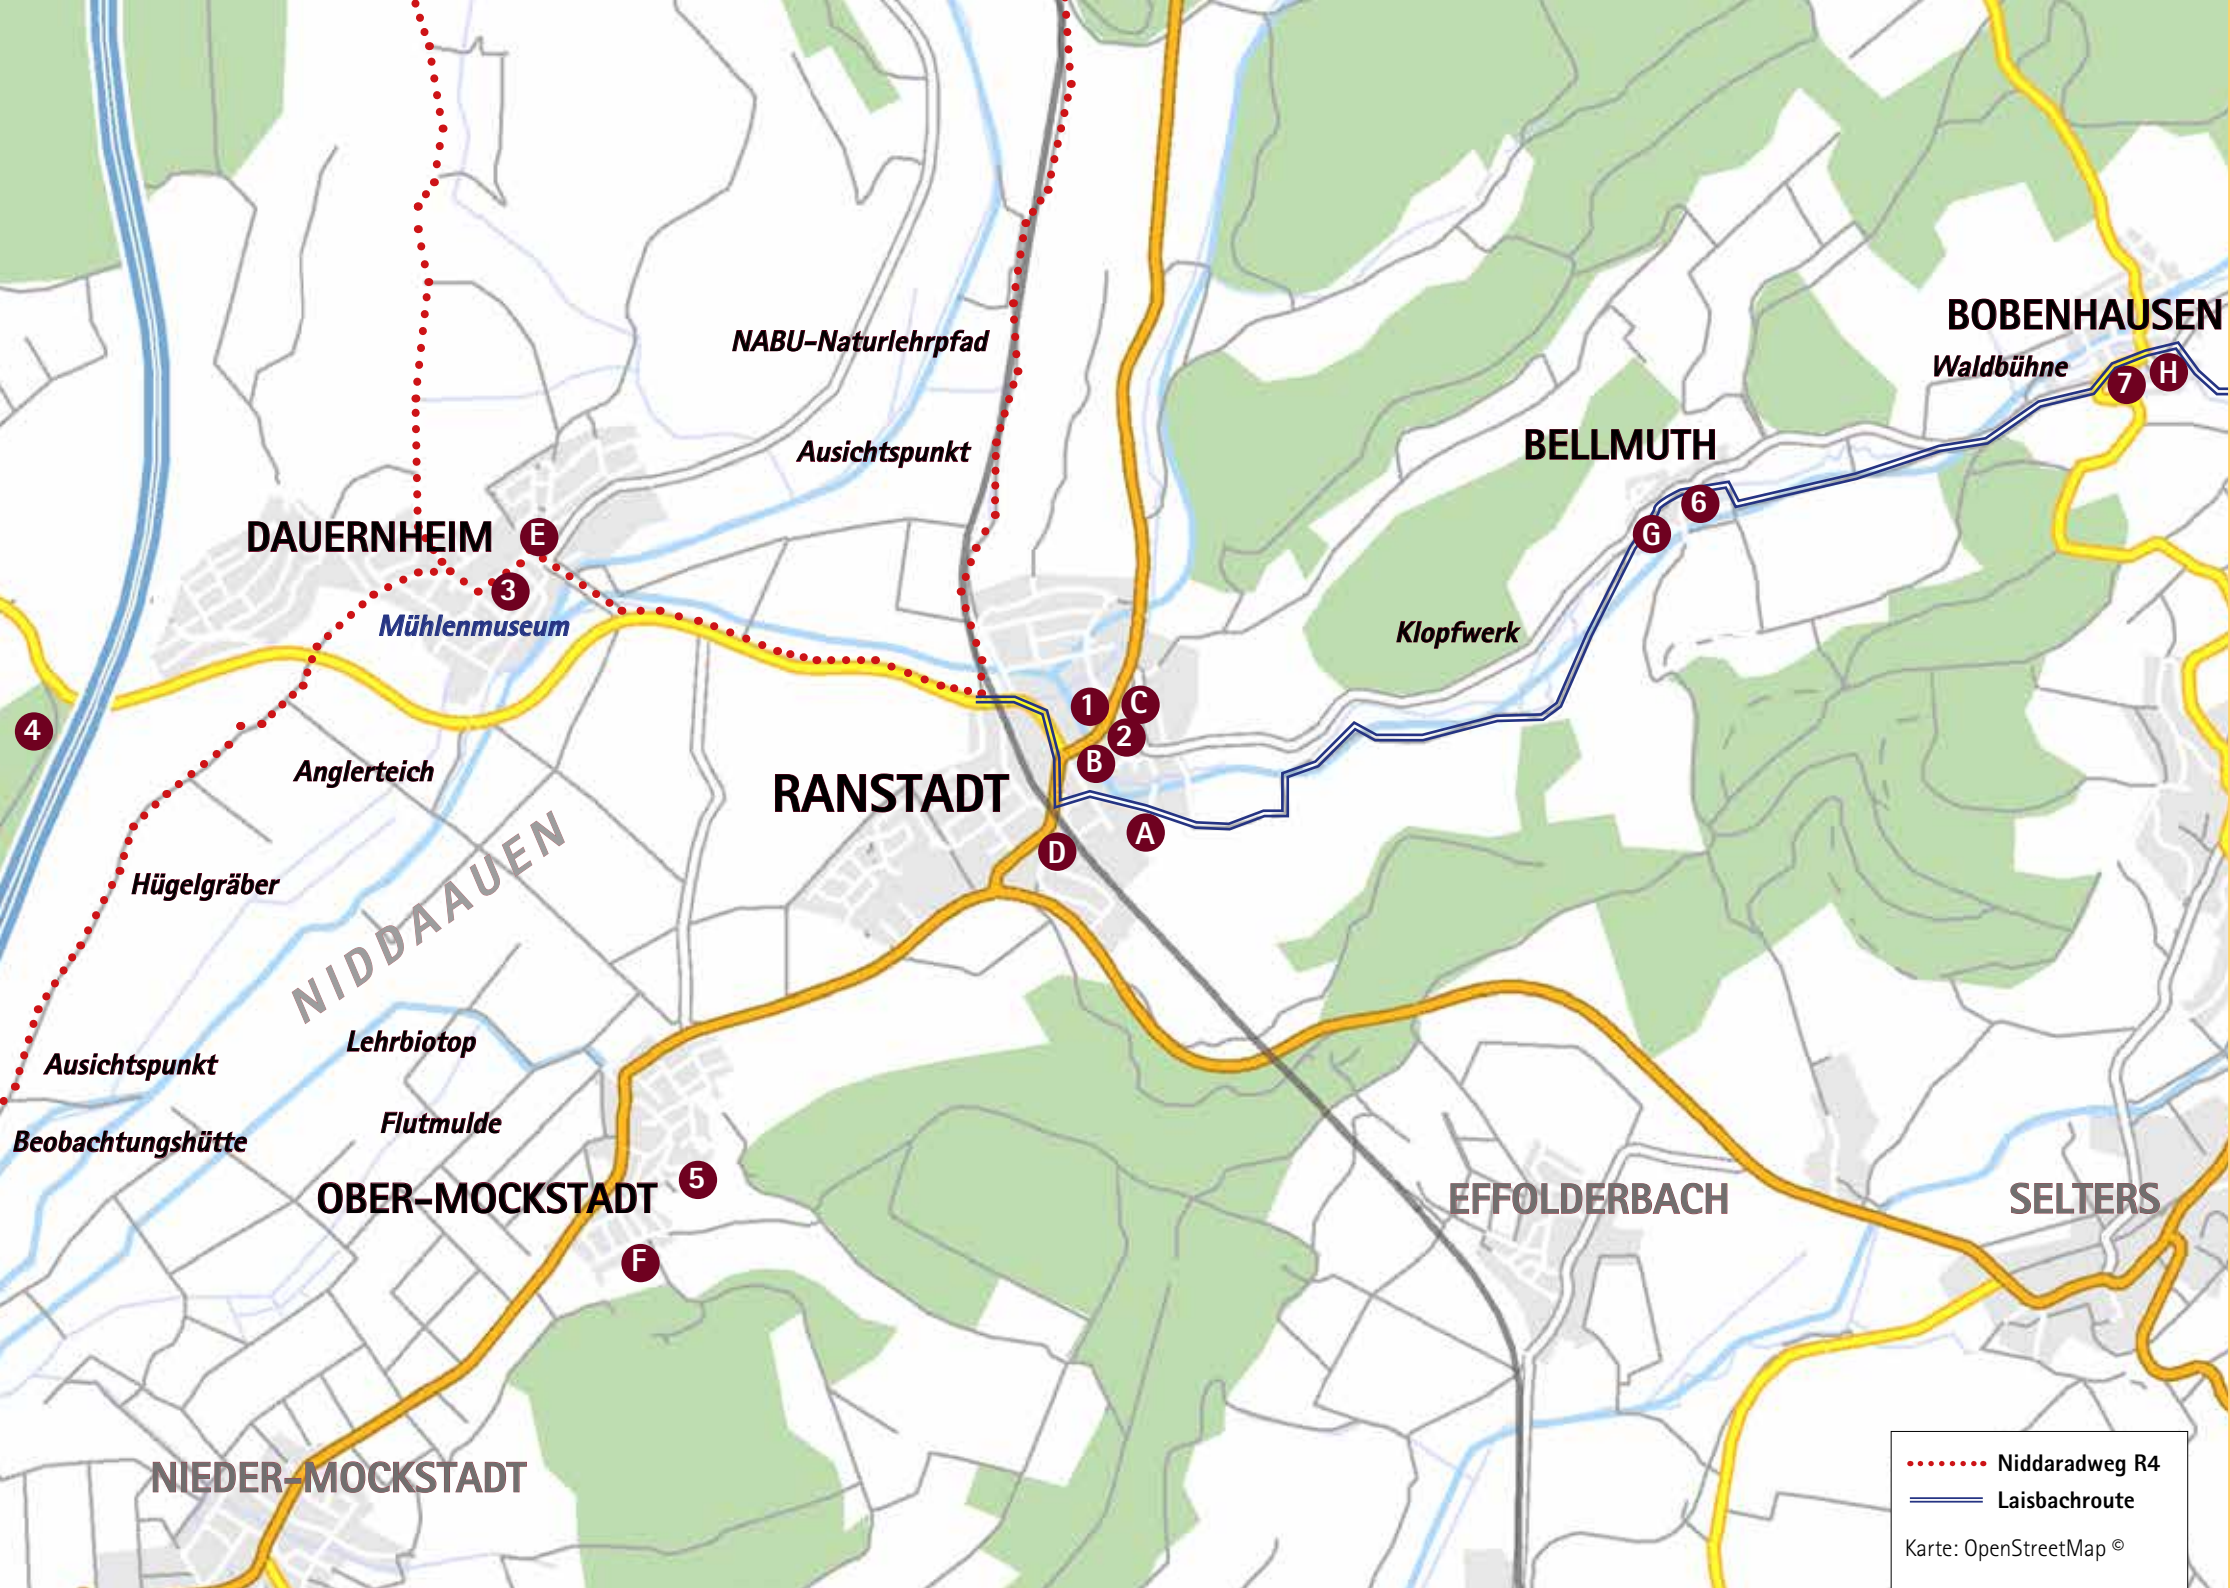 BOBENHAUSEN
NABU-Naturlehrpfad
Waldbühne
7
H
Ausichtspunkt
BELLMUTH
6
G
DAUERNHEIM
E
3
Mühlenmuseum
Klopfwerk
4
1
C
2
B
Anglerteich
RANSTADT
A
D
Hügelgräber
NIDDAAUEN
Lehrbiotop
Ausichtspunkt
Flutmulde
Beobachtungshütte
5
OBER-MOCKSTADT
EFFOLDERBACH
SELTERS
F
NIEDER-MOCKSTADT
Niddaradweg R4
Laisbachroute
Karte: OpenStreetMap ©